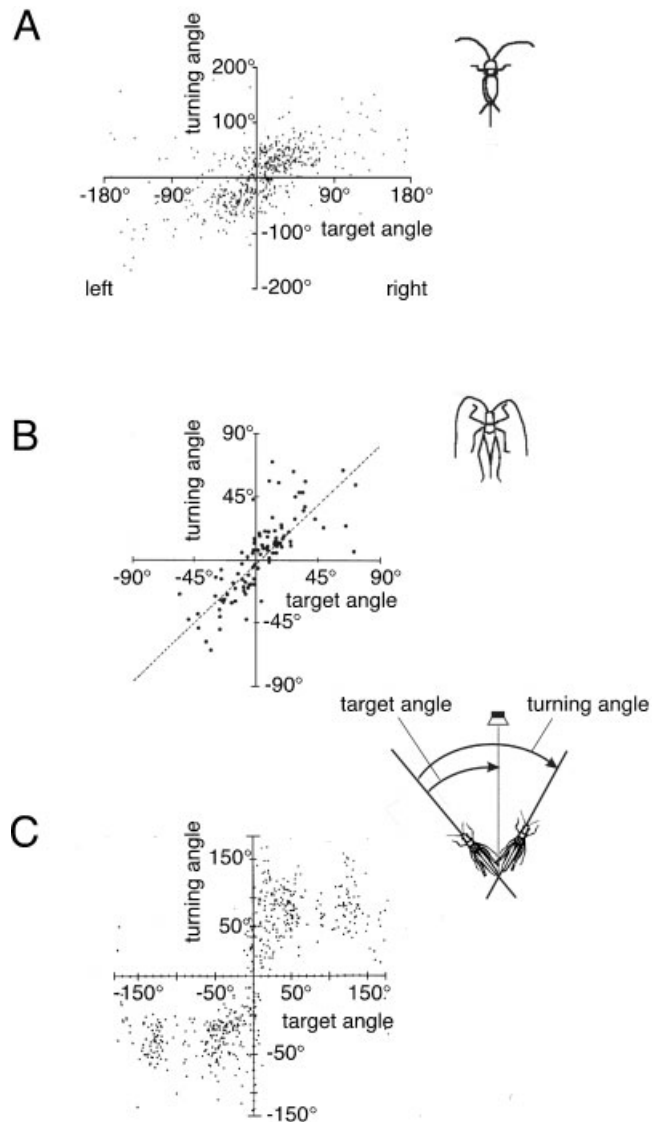 A
turning angle
200°
100°
-180°
-90°
90°
180°
target angle
-100°
left
-200°
right
B
turning angle
90°
45°
-90°
-45°
45°
90°
target angle
-45°
-90°
target angle
turning angle
C
turning angle
150°
50°
-150°
-50°
50°
150°
target angle
-50°
-150°